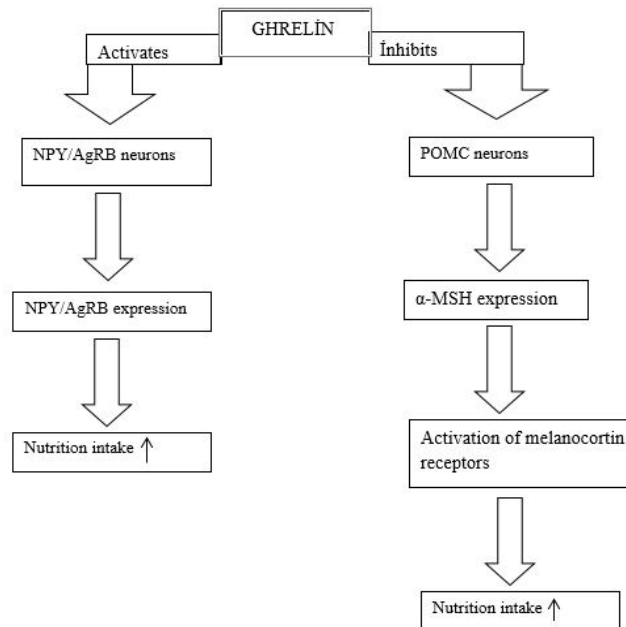 GHRELİN
Activates
İnhibits
NPY/AgRB neurons
NPY/AgRB expression
Nutrition intake ↑
POMC neurons
α-MSH expression
Activation of melanocortin
receptors
Nutrition intake ↑